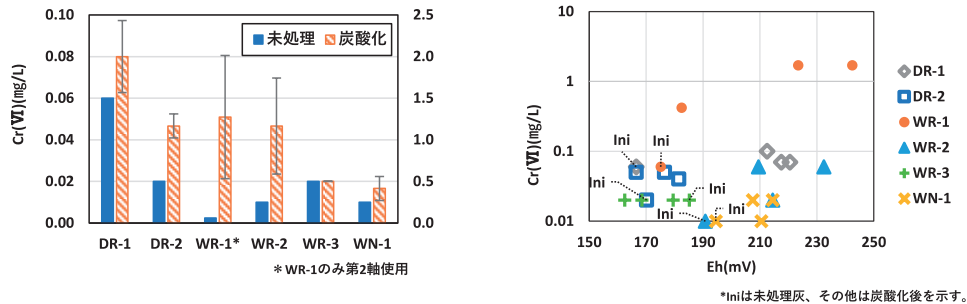 0.10
0.08
0.06
0.04
0.02
0.00
Cr(Ⅵ)(mg/L)
未処理 炭酸化
2.5
2.0
1.5
1.0
0.5
0.0
DR-1 DR-2 WR-1* WR-2 WR-3 WN-1
＊WR-1のみ第2軸使用
10
1
0.1
0.01
Cr(Ⅵ)(mg/L)
Ini Ini
Ini Ini
Ini Ini
150 170 190 210 230 250
Eh(mV)
DR-1
DR-2
WR-1
WR-2
WR-3
WN-1
*Iniは未処理灰、その他は炭酸化後を示す。